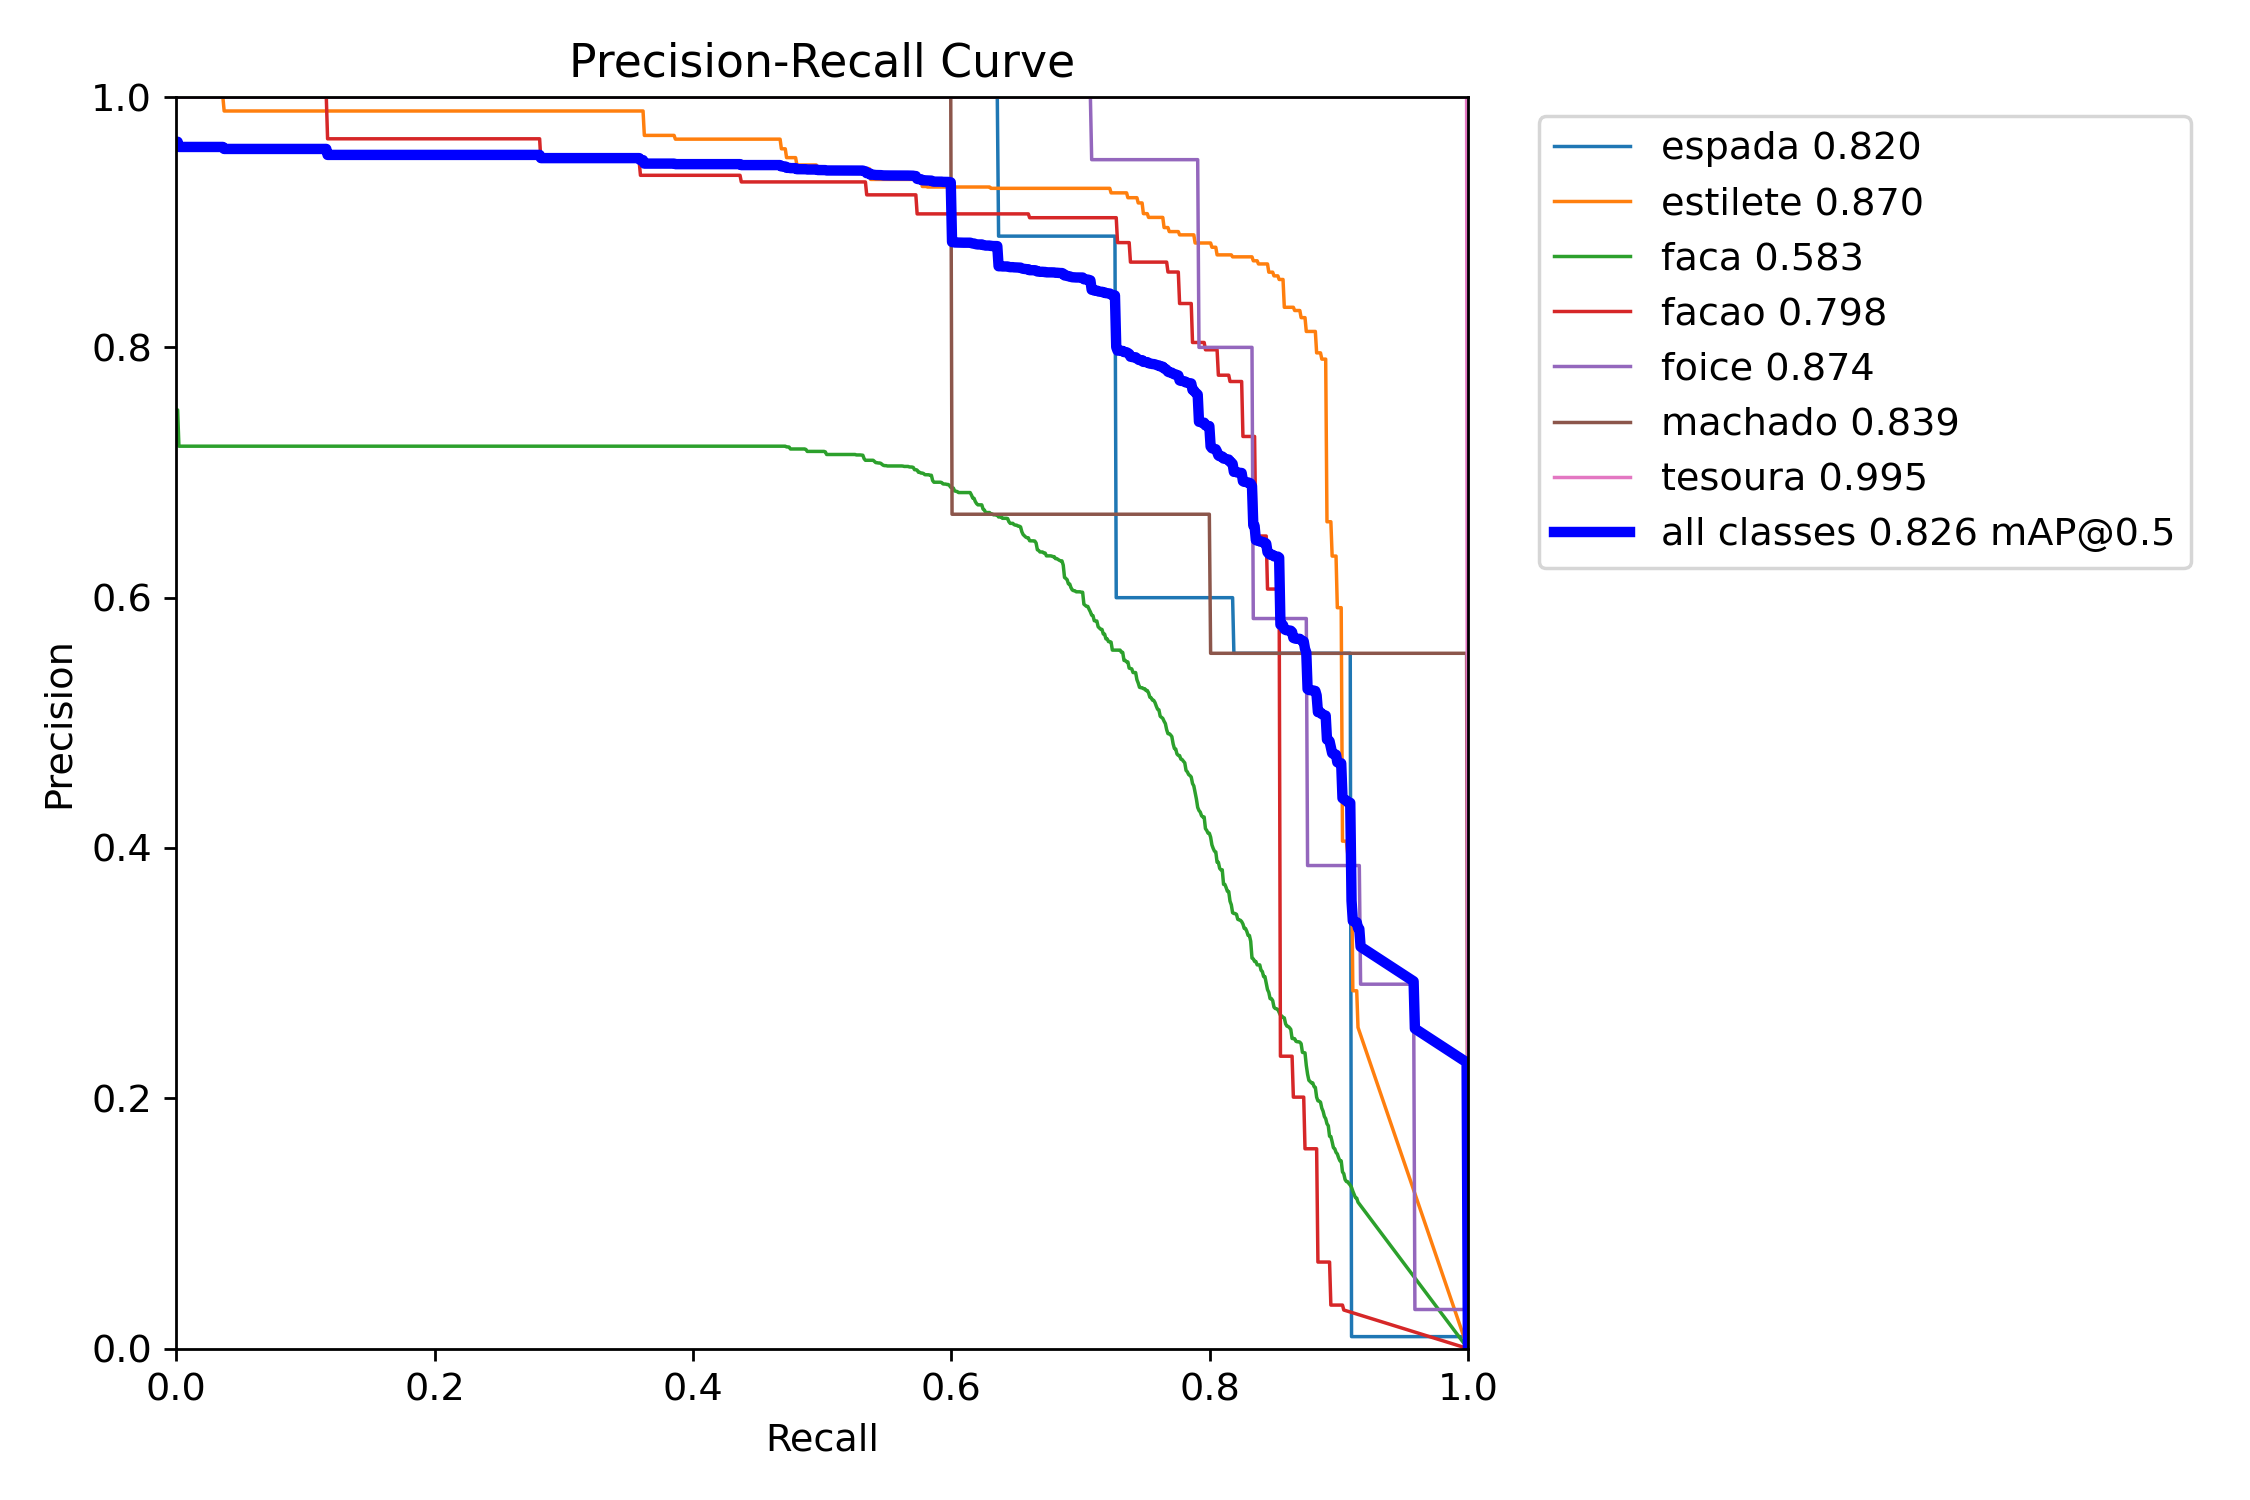 Precision-Recall Curve
1.0
0.8
0.6
0.4
0.2
0.0
Precision
0.0 0.2 0.4 0.6 0.8 1.0
Recall
espada 0.820
estilete 0.870
faca 0.583
facao 0.798
foice 0.874
machado 0.839
tesoura 0.995
all classes 0.826 mAP@0.5